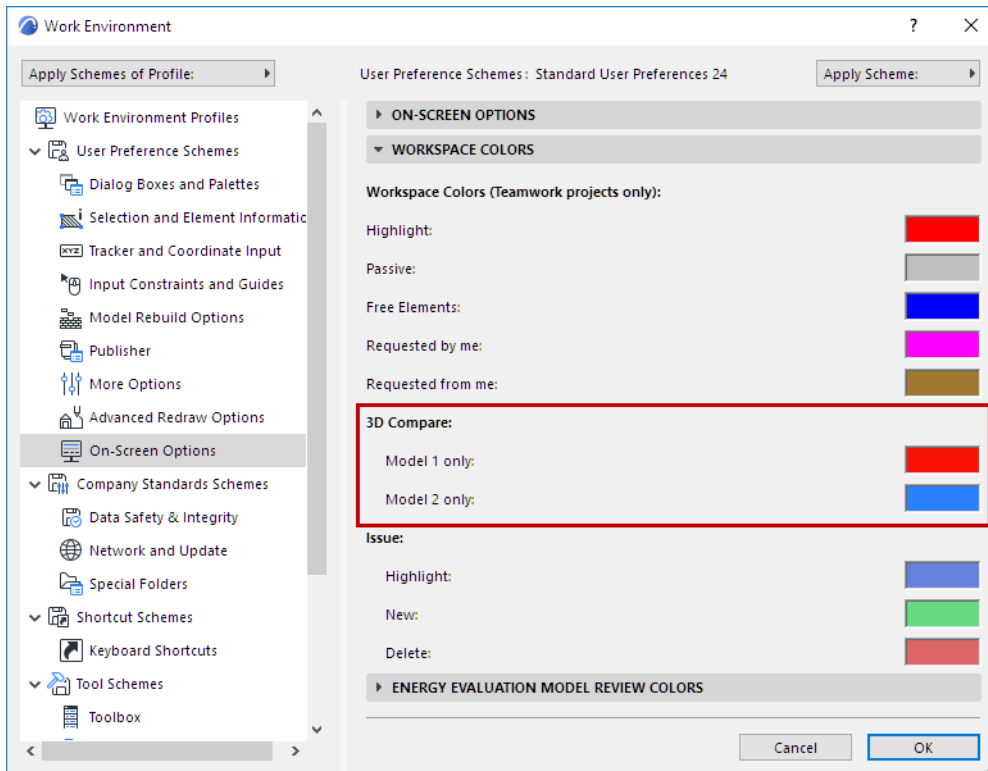 Work Environment
?
Apply Schemes of Profile:
User Preference Schemes: Standard User Preferences 24
Apply Scheme:
Work Environment Profiles
User Preference Schemes
Dialog Boxes and Palettes
Selection and Element Informatic
XYZ Tracker and Coordinate Input
Input Constraints and Guides
Model Rebuild Options
Publisher
More Options
Advanced Redraw Options
On-Screen Options
Company Standards Schemes
Data Safety & Integrity
Network and Update
Special Folders
Shortcut Schemes
Keyboard Shortcuts
Tool Schemes
Toolbox
ON-SCREEN OPTIONS
WORKSPACE COLORS
Workspace Colors (Teamwork projects only):
Highlight:
Passive:
Free Elements:
Requested by me:
Requested from me:
3D Compare:
Model 1 only:
Model 2 only:
Issue:
Highlight:
New:
Delete:
ENERGY EVALUATION MODEL REVIEW COLORS
Cancel
OK